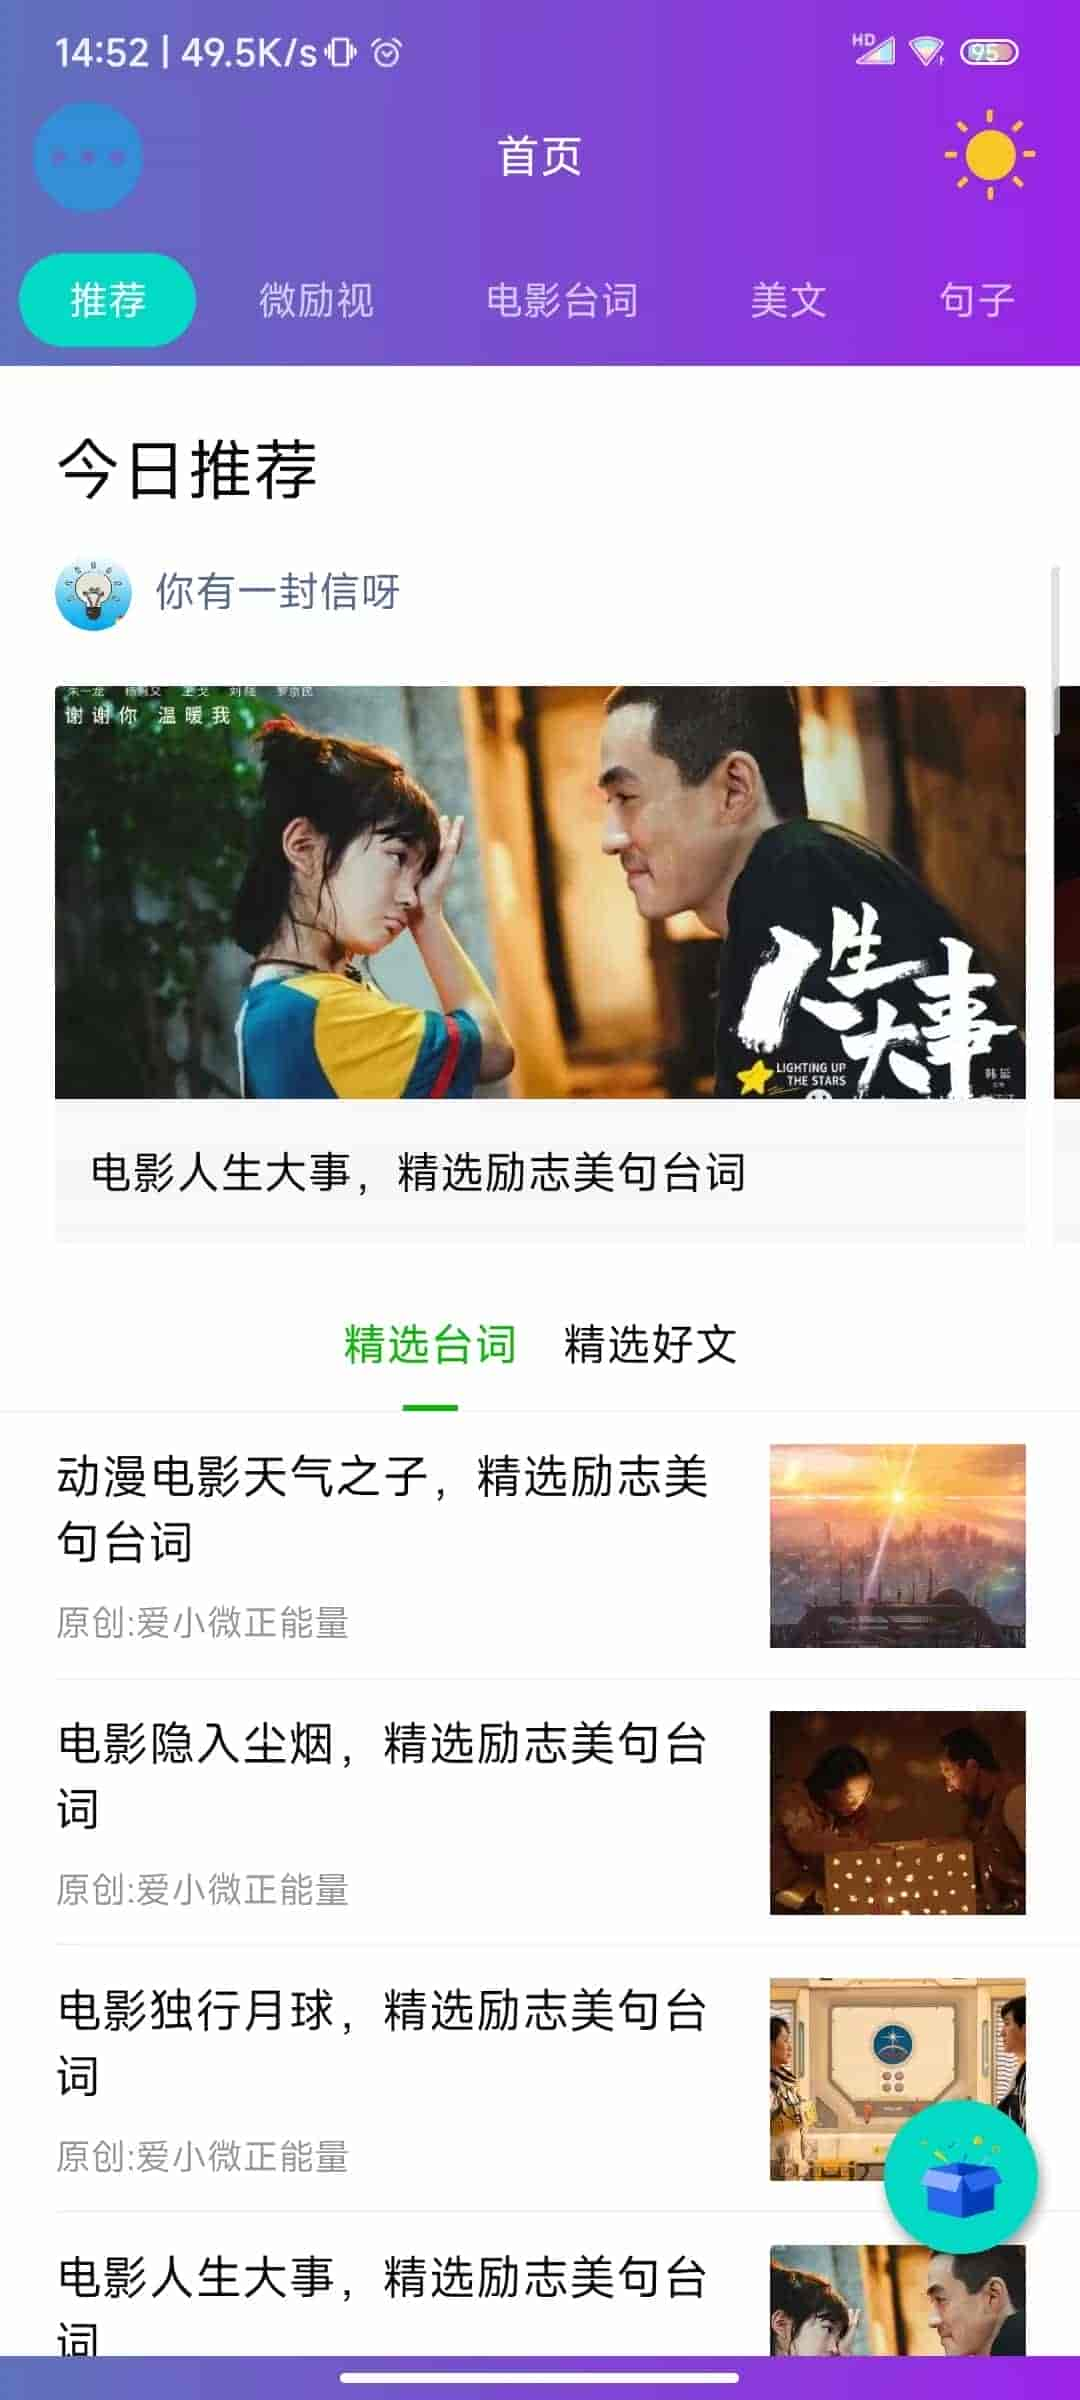 14:52 | 49.5K/s
HD
95
首页
推荐
微励视
电影台词
美文
句子
今日推荐
你有一封信呀
谢谢你 温暖我
人生大事
LIGHTING UP
THE STARS
韩延
电影人生大事，精选励志美句台词
精选台词
精选好文
动漫电影天气之子，精选励志美
句台词
原创:爱小微正能量
电影隐入尘烟，精选励志美句台
词
原创:爱小微正能量
电影独行月球，精选励志美句台
词
原创:爱小微正能量
电影人生大事，精选励志美句台
词